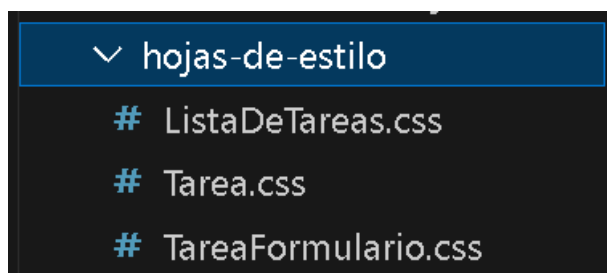 hojas-de-estilo
# ListaDeTareas.css
# Tarea.css
# TareaFormulario.css